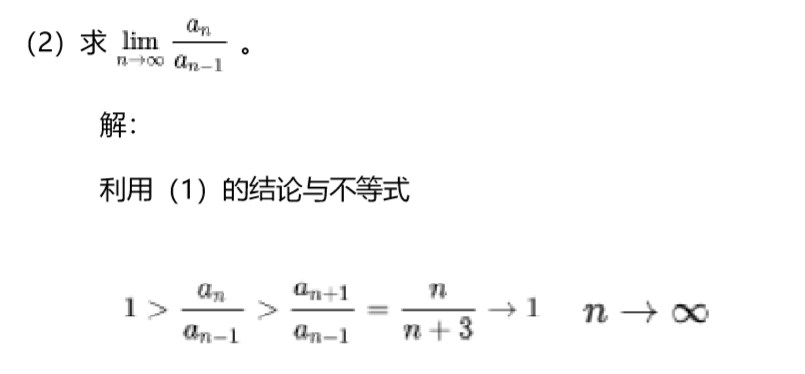 (2) 求 $\lim_{n \to \infty} \frac{a_n}{a_{n-1}}$ 。
解：
利用（1）的结论与不等式
$1 > \frac{a_n}{a_{n-1}} > \frac{a_{n+1}}{a_{n-1}} = \frac{n}{n+3} \to 1 \quad n \to \infty$